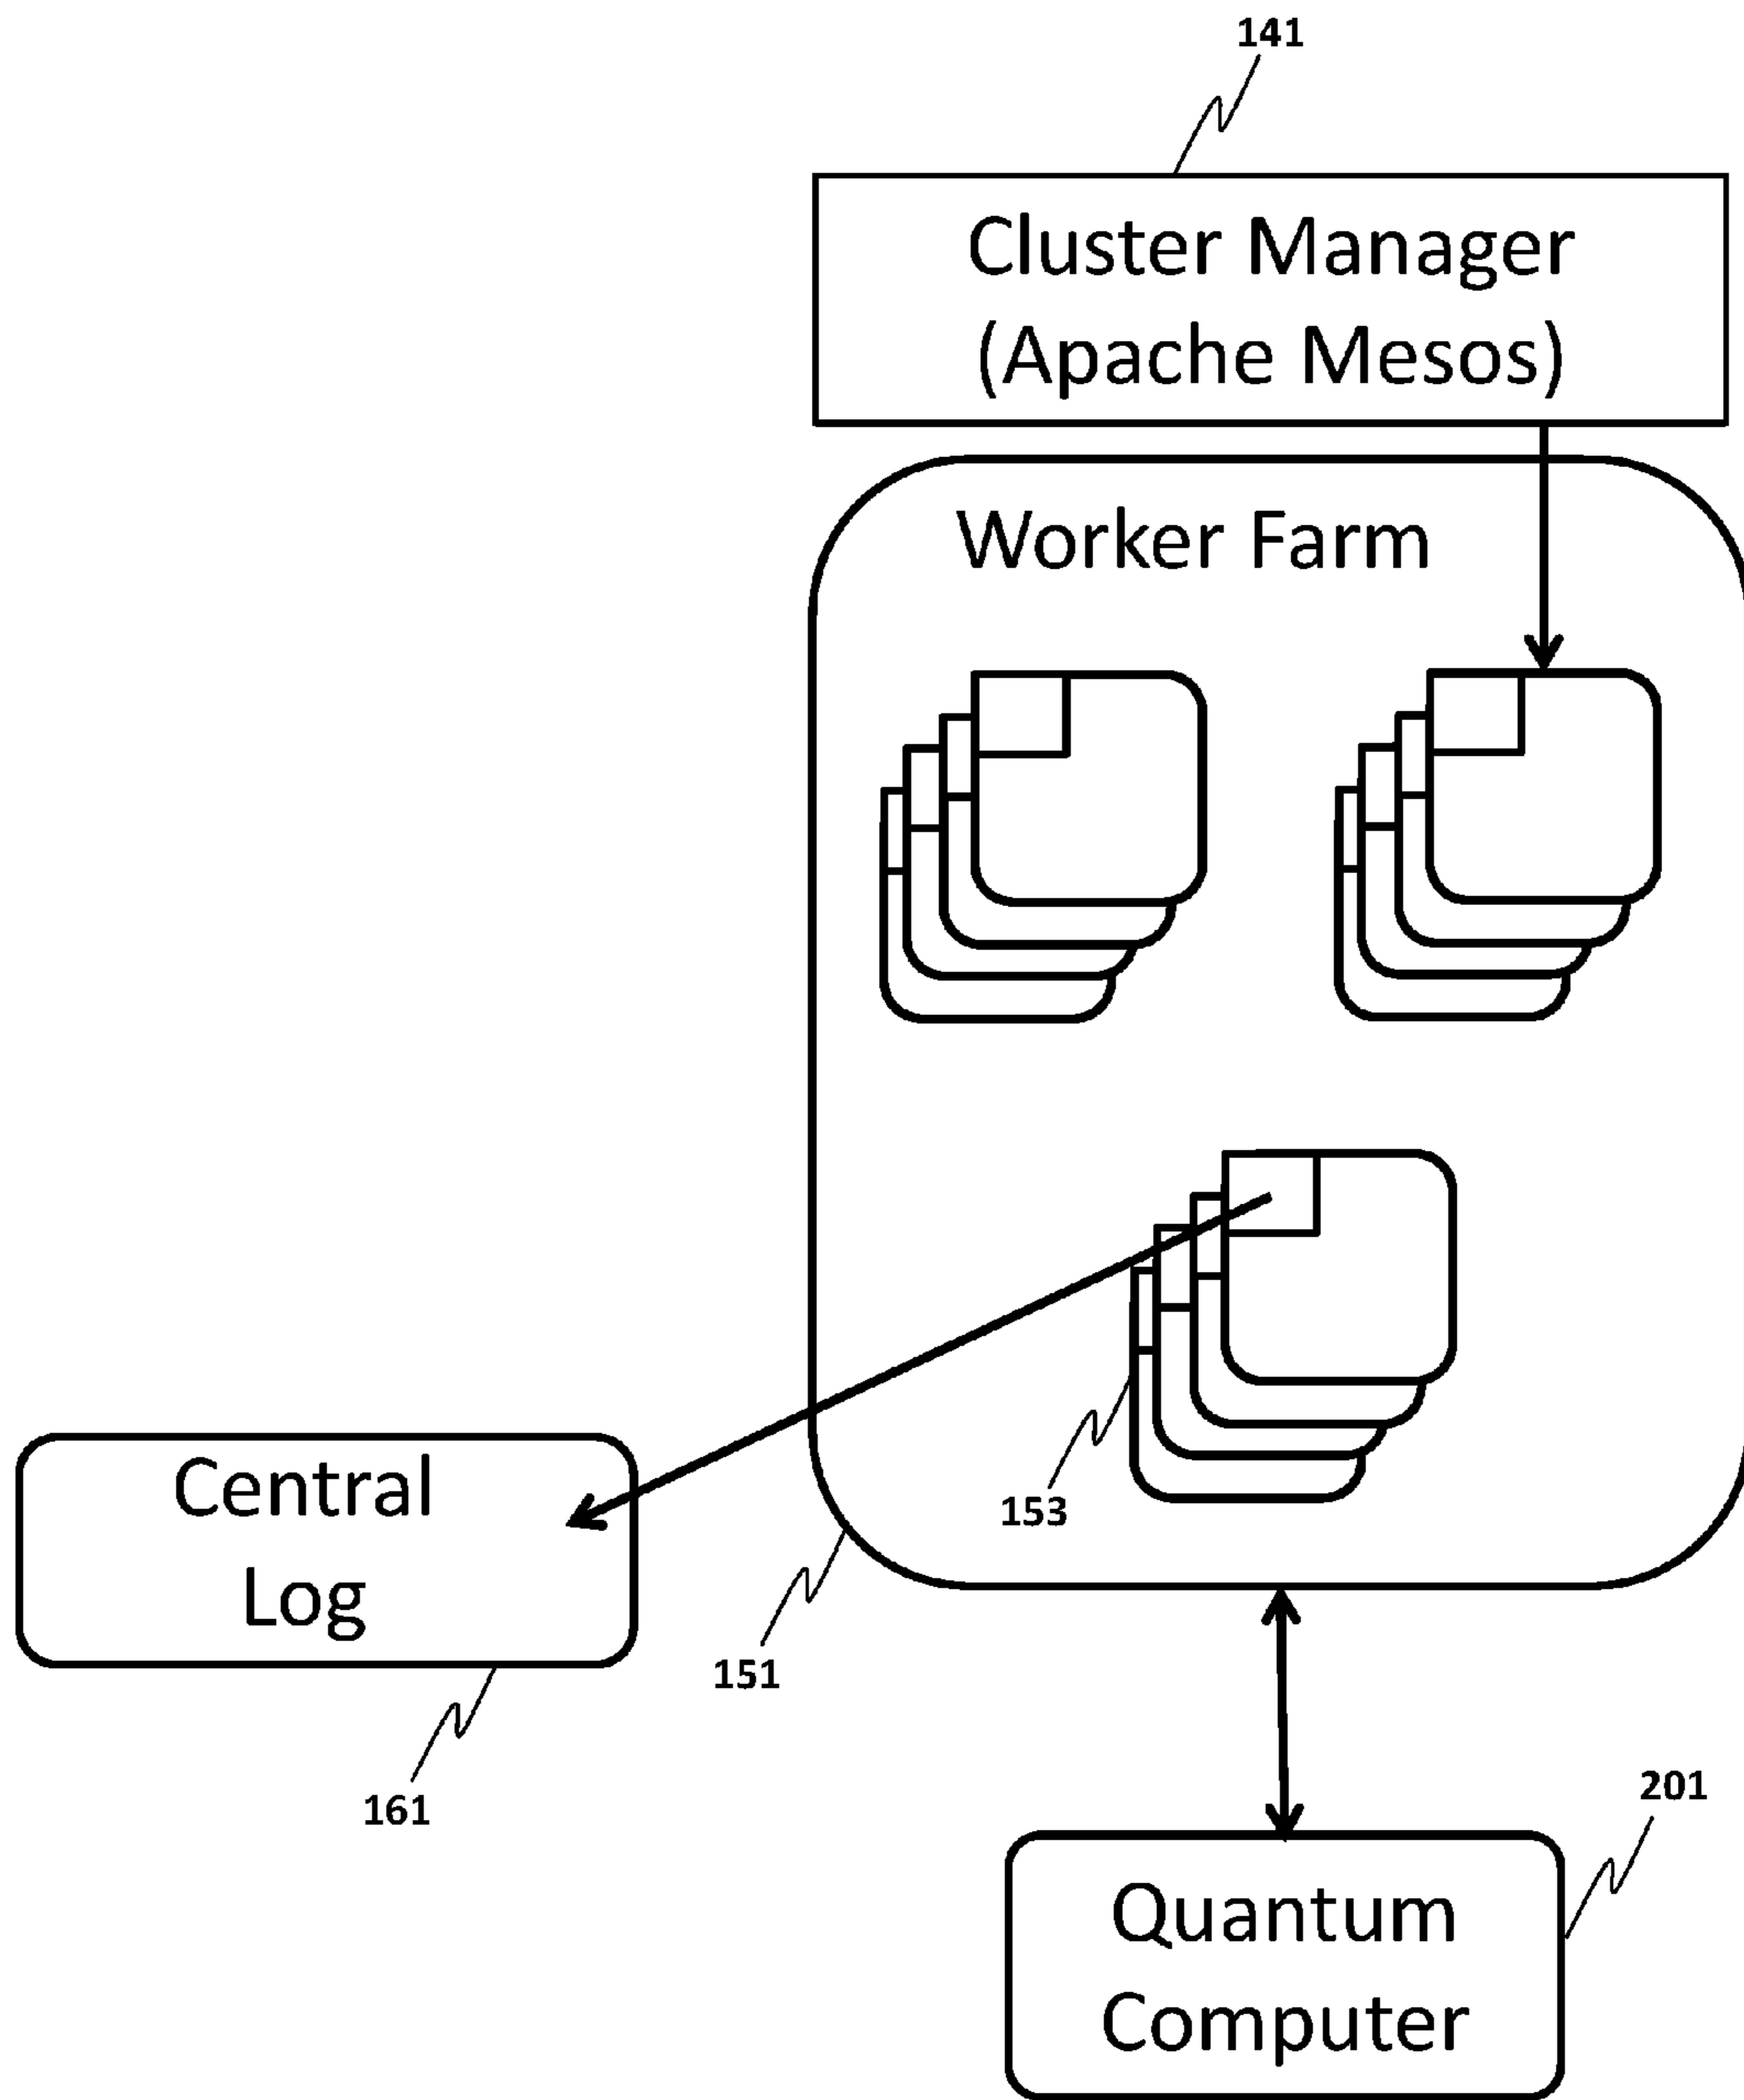 141
Cluster Manager
(Apache Mesos)
Worker Farm
153
Central
Log
151
161
201
Quantum
Computer